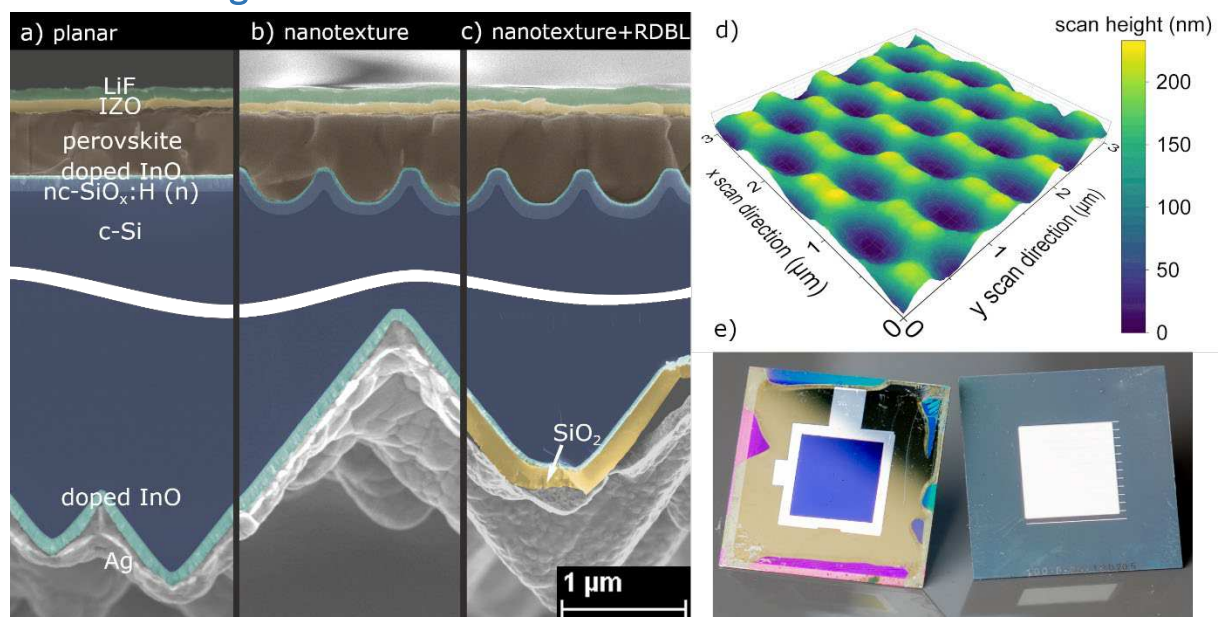 a) planar
b) nanotexture
c) nanotexture+RDBL
LiF
IZO
perovskite
doped InO
nc-SiOₓ:H (n)
c-Si
doped InO
Ag
SiO₂
1 µm
d)
scan height (nm)
200
150
100
50
0
3
2
1
0
x scan direction (µm)
0
1
2
3
y scan direction (µm)
e)